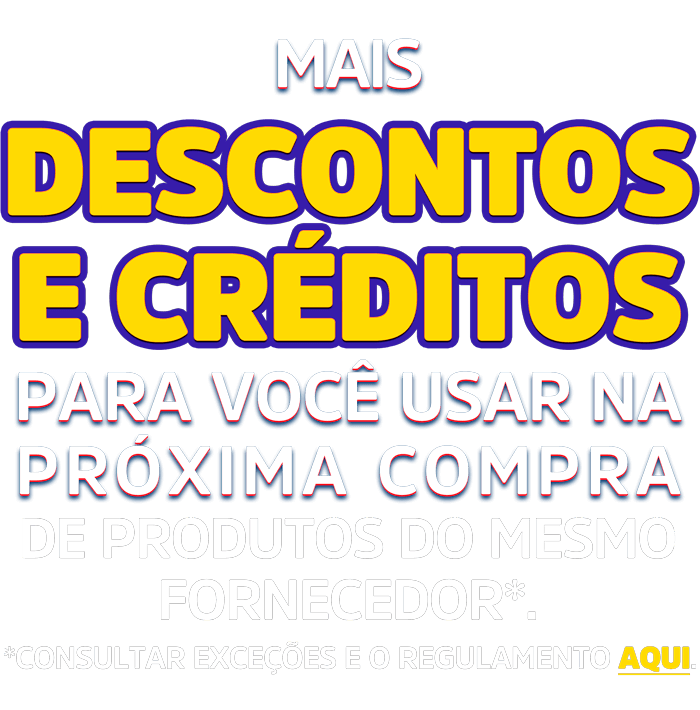 MAIS
DESCONTOS
E CRÉDITOS
PARA VOCÊ USAR NA
PRÓXIMA COMPRA
DE PRODUTOS DO MESMO
FORNECEDOR*.
*CONSULTAR EXCEÇÕES E O REGULAMENTO AQUI.